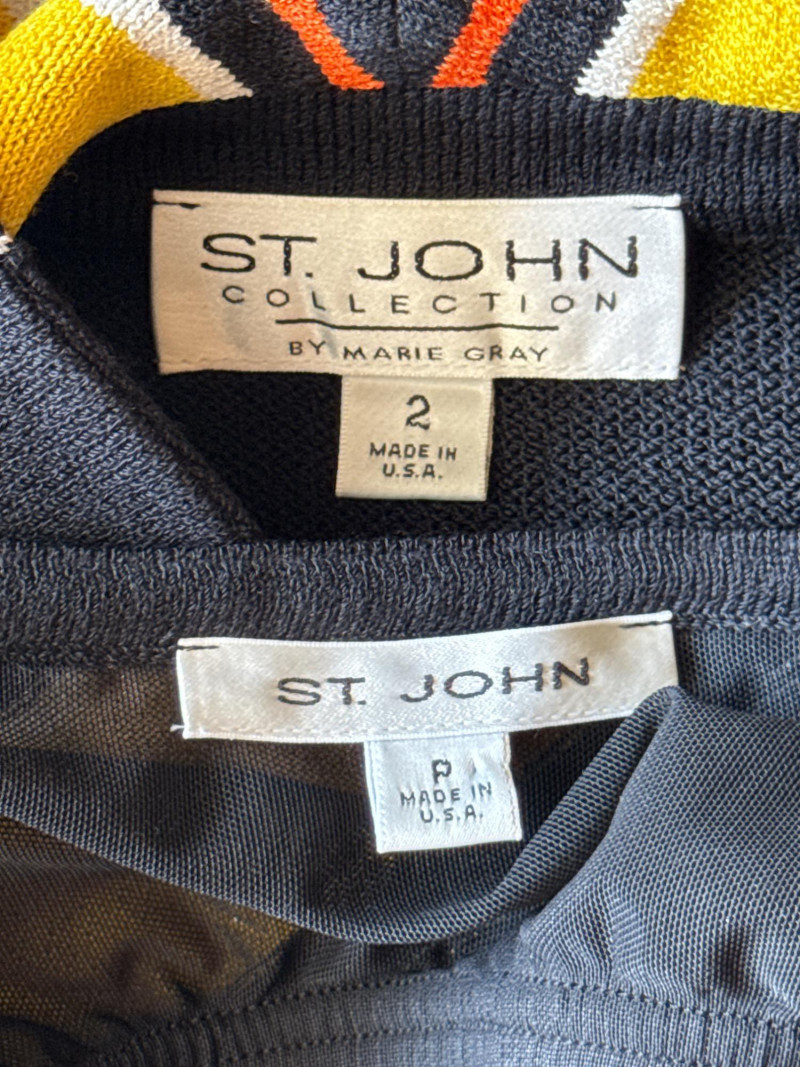 ST. JOHN
COLLECTION
BY MARIE GRAY
2
MADE IN
U.S.A.
ST. JOHN
P
MADE IN
U.S.A.